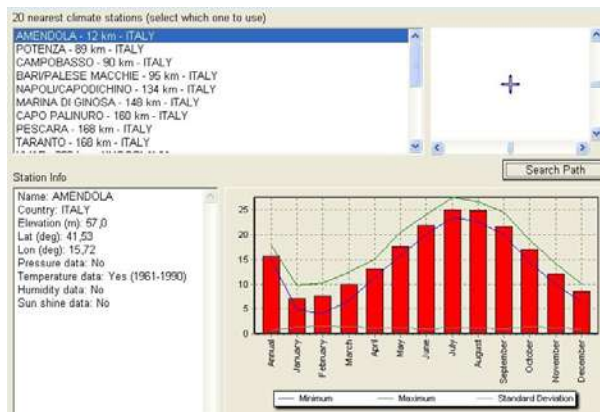 20 nearest climate stations (select which one to use)
AMENDOLA - 12 km - ITALY
POTENZA - 89 km - ITALY
CAMPOBASSO - 90 km - ITALY
BARI/PALESE MACCHIE - 95 km - ITALY
NAPOLI/CAPODICHINO - 134 km - ITALY
MARINA DI GINOSA - 148 km - ITALY
CAPO PALINURO - 160 km - ITALY
PESCARA - 168 km - ITALY
TARANTO - 168 km - ITALY
Search Path
Station Info
Name: AMENDOLA
Country: ITALY
Elevation (m): 57,0
Lat (deg): 41,53
Lon (deg): 15,72
Pressure data: No
Temperature data: Yes (1961-1990)
Humidity data: No
Sun shine data: No
25
20
15
10
5
0
Annual
January
February
March
April
May
June
July
August
September
October
November
December
Minimum
Maximum
Standard Deviation